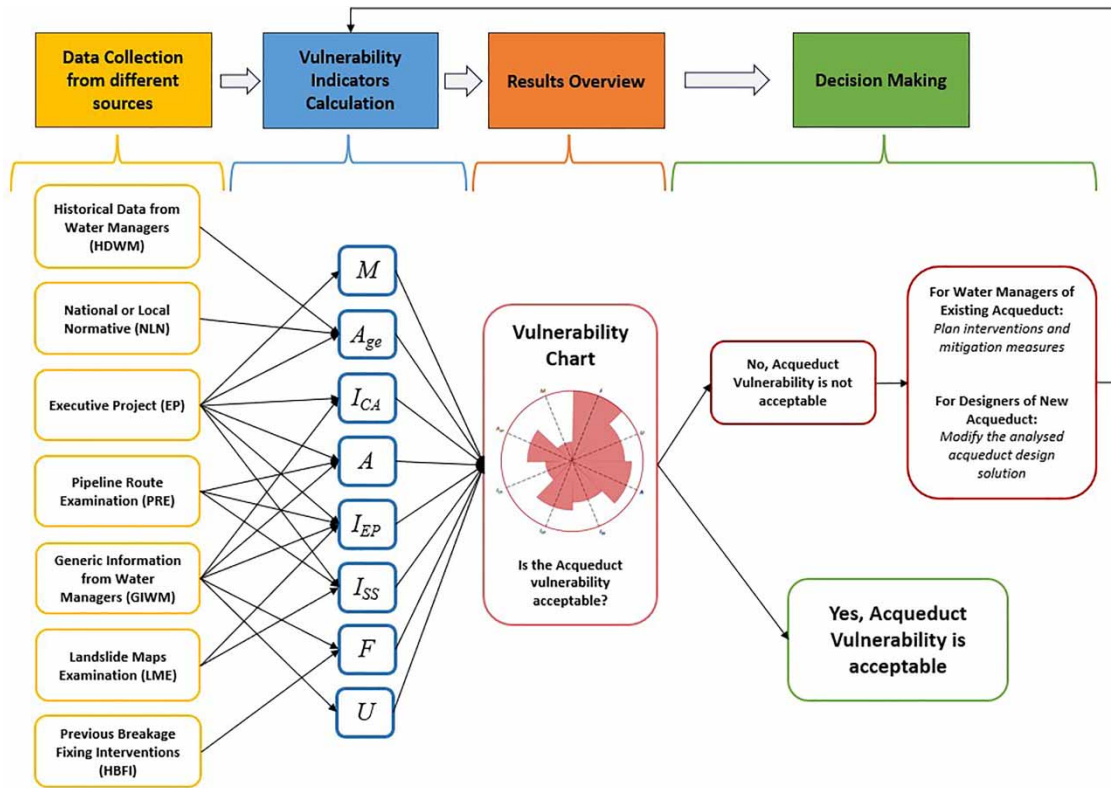 Data Collection
from different
sources
Vulnerability
Indicators
Calculation
Results Overview
Decision Making
Historical Data from
Water Managers
(HDWM)
National or Local
Normative (NLN)
Executive Project (EP)
Pipeline Route
Examination (PRE)
Generic Information
from Water
Managers (GIWM)
Landslide Maps
Examination (LME)
Previous Breakage
Fixing Interventions
(HBFI)
M
Age
ICA
A
IEP
ISS
F
U
Vulnerability
Chart
Is the Acqueduct
vulnerability
acceptable?
No, Acqueduct
Vulnerability is not
acceptable
For Water Managers of
Existing Acqueduct:
Plan interventions and
mitigation measures
For Designers of New
Acqueduct:
Modify the analysed
acqueduct design
solution
Yes, Acqueduct
Vulnerability is
acceptable